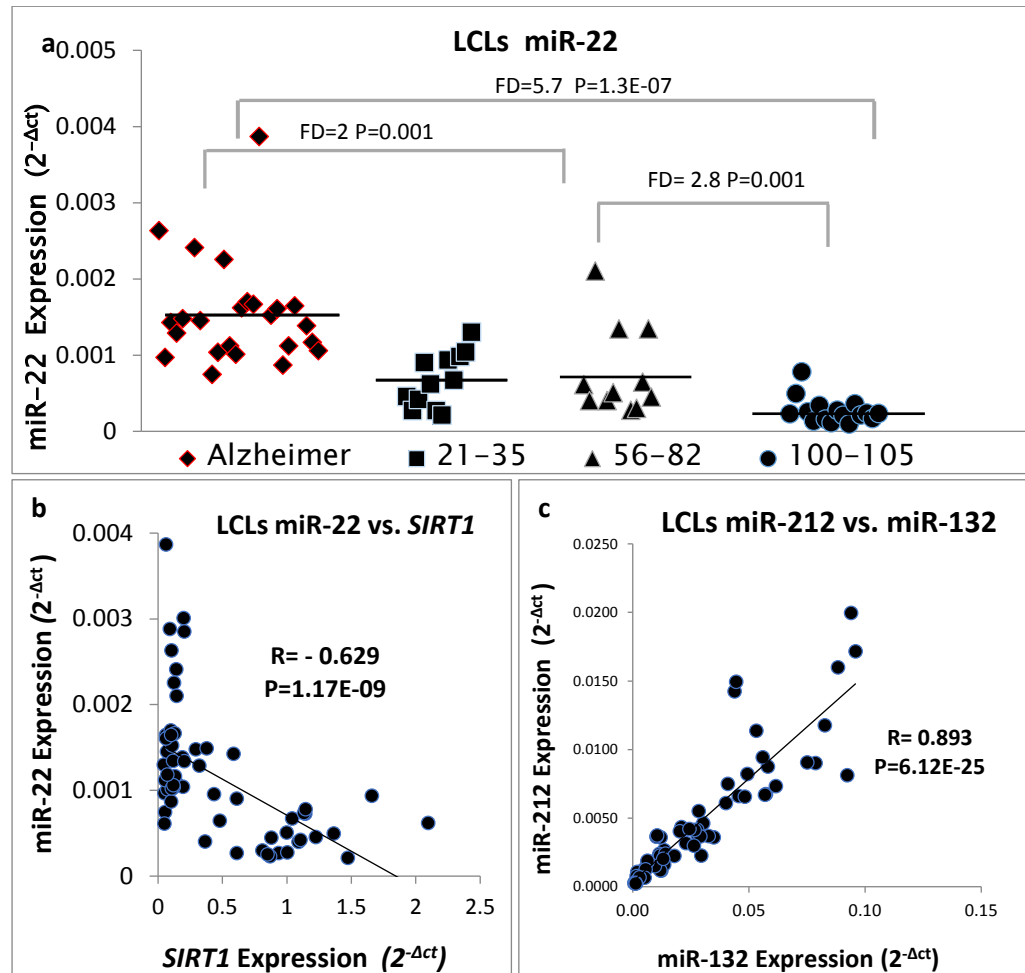 a
LCLs miR-22
miR–22 Expression (2^-Δct)
0.005
0.004
0.003
0.002
0.001
0
FD=5.7 P=1.3E-07
FD=2 P=0.001
FD= 2.8 P=0.001
Alzheimer 21–35 56–82 100–105
b
LCLs miR-22 vs. SIRT1
miR-22 Expression (2^-Δct)
0.004
0.003
0.002
0.001
0
R= - 0.629
P=1.17E-09
0 0.5 1 1.5 2 2.5
SIRT1 Expression (2^-Δct)
c
LCLs miR-212 vs. miR-132
miR-212 Expression (2^-Δct)
0.0250
0.0200
0.0150
0.0100
0.0050
0.0000
R= 0.893
P=6.12E-25
0.00 0.05 0.10 0.15
miR-132 Expression (2^-Δct)